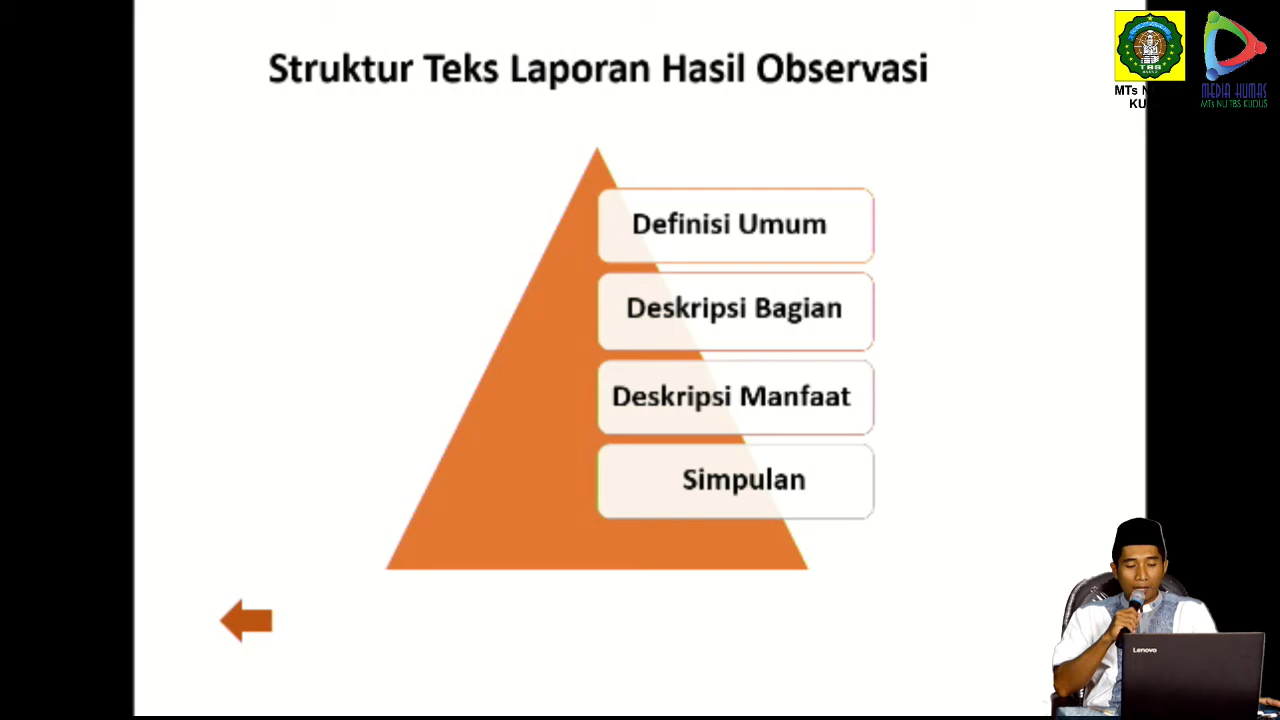 Struktur Teks Laporan Hasil Observasi
Definisi Umum
Deskripsi Bagian
Deskripsi Manfaat
Simpulan
TBS
MTs N
KU
MEDIA HUMAS
MTs NU TBS KUDUS
Lenovo